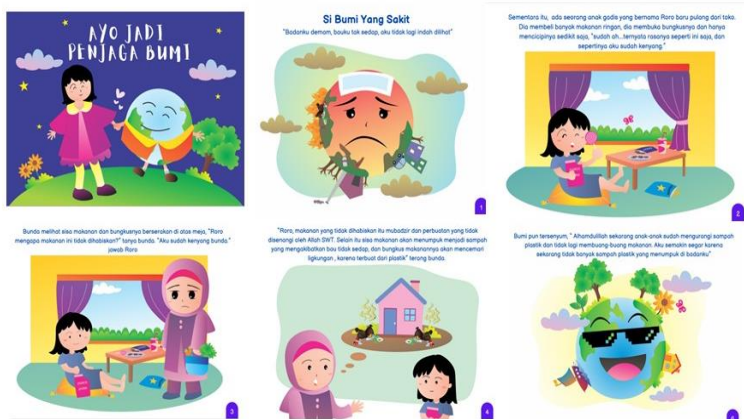 AYO JADI
PENJAGA BUMI
Si Bumi Yang Sakit
"Badanku demam, bauku tak sedap, aku tidak lagi indah dilihat"
1
Sementara itu, ada seorang anak gadis yang bernama Roro baru pulang dari toko.
Dia membeli banyak makanan ringan, dia membuka bungkusnya dan hanya
mencicipinya sedikit saja, "sudah ah...ternyata rasanya seperti ini saja, dan
sepertinya aku sudah kenyang."
2
Bunda melihat sisa makanan dan bungkusnya berserakan di atas meja, "Roro
mengapa makanan ini tidak dihabiskan?" tanya bunda. "Aku sudah kenyang bunda."
jawab Roro
3
"Roro, makanan yang tidak dihabiskan itu mubadzir dan perbuatan yang tidak
disenangi oleh Allah SWT. Selain itu sisa makanan akan menumpuk menjadi sampah
yang mengakibatkan bau tidak sedap, dan bungkus makanannya akan mencemari
lingkungan , karena terbuat dari plastik" terang bunda.
4
Bumi pun tersenyum, " Alhamdulillah sekarang anak-anak sudah mengurangi sampah
plastik dan tidak lagi membuang-buang makanan. Aku semakin segar karena
sekarang tidak banyak sampah plastik yang menumpuk di badanku"